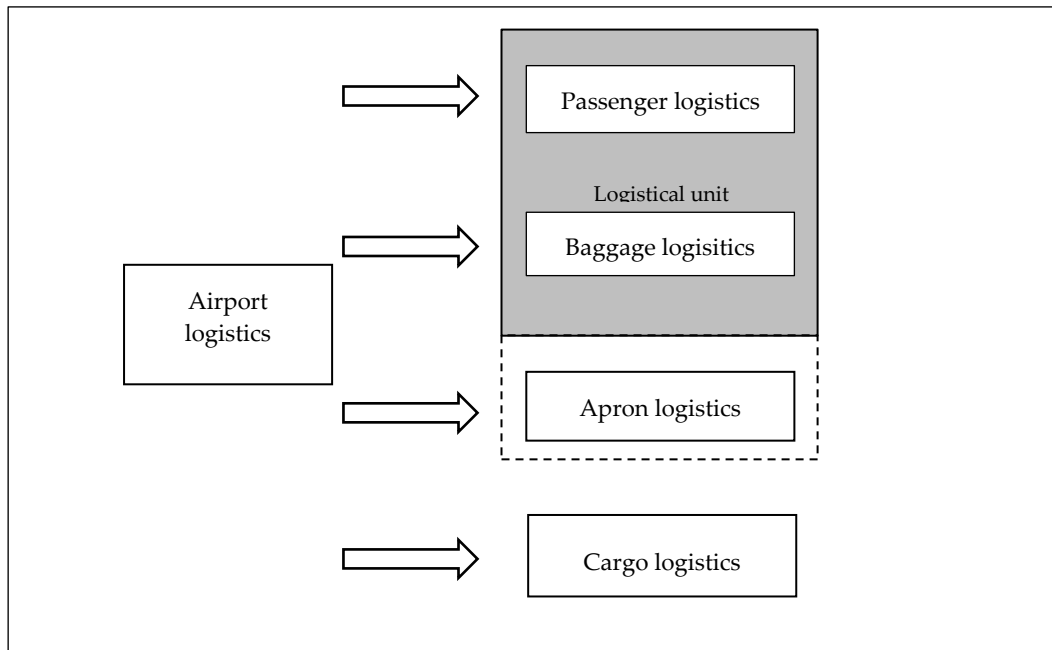 Passenger logistics
Logistical unit
Baggage logisitics
Airport
logistics
Apron logistics
Cargo logistics